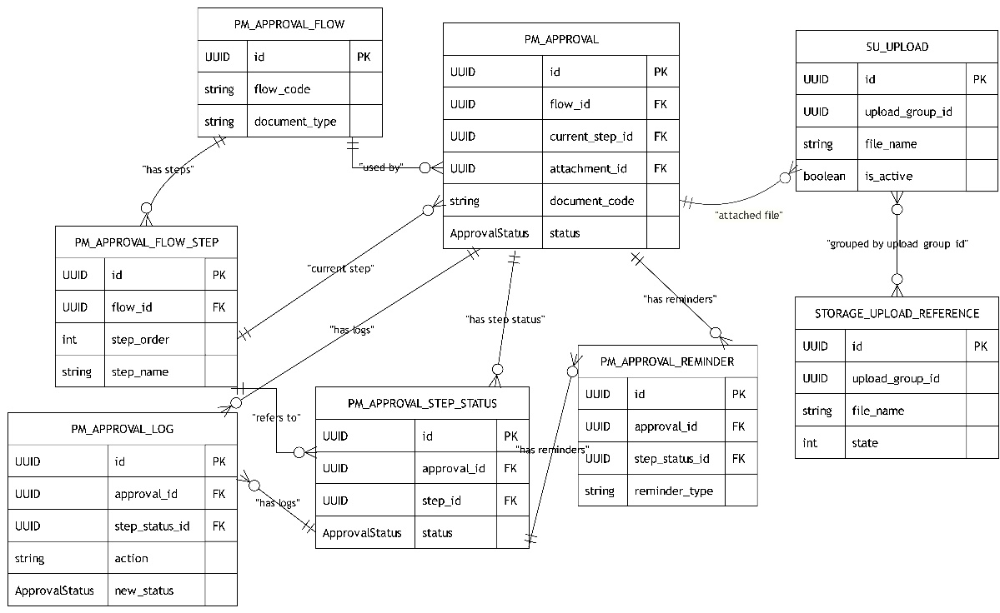 PM_APPROVAL_FLOW
UUID id PK
string flow_code
string document_type
PM_APPROVAL
UUID id PK
UUID flow_id FK
UUID current_step_id FK
UUID attachment_id FK
string document_code
ApprovalStatus status
SU_UPLOAD
UUID id PK
UUID upload_group_id
string file_name
boolean is_active
"has steps"
"used by"
"attached file"
PM_APPROVAL_FLOW_STEP
UUID id PK
UUID flow_id FK
int step_order
string step_name
"current step"
"has logs"
"has step status"
"has reminders"
"grouped by upload_group_id"
STORAGE_UPLOAD_REFERENCE
UUID id PK
UUID upload_group_id
string file_name
int state
PM_APPROVAL_REMINDER
UUID id PK
UUID approval_id FK
UUID step_status_id FK
string reminder_type
PM_APPROVAL_STEP_STATUS
UUID id PK
UUID approval_id FK
UUID step_id FK
ApprovalStatus status
"refers to"
"has reminders"
PM_APPROVAL_LOG
UUID id PK
UUID approval_id FK
UUID step_status_id FK
string action
ApprovalStatus new_status
"has logs"